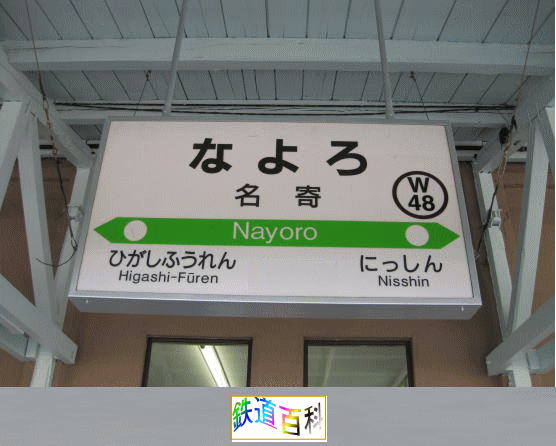 なよろ
名寄
W
48
Nayoro
ひがしふうれん
Higashi-Fūren
にっしん
Nisshin
鉄道百科